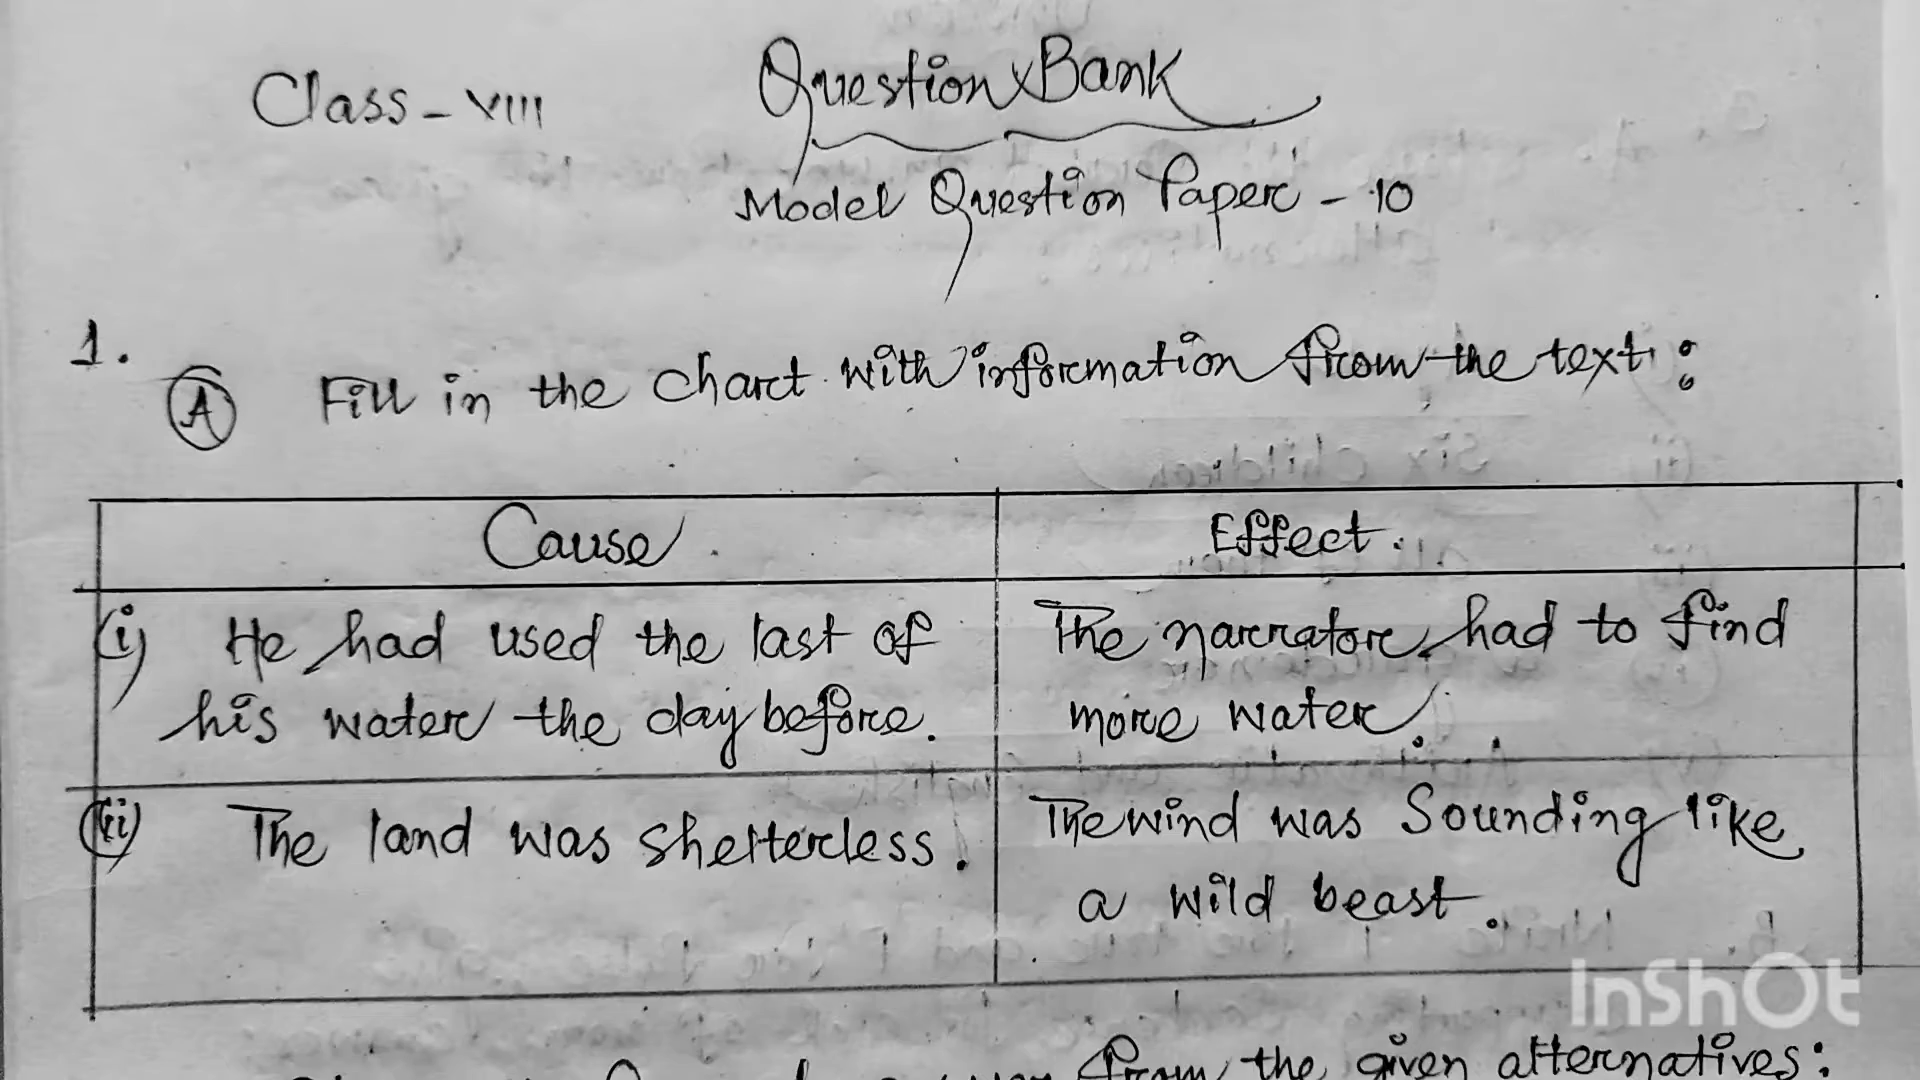 Class - VIII
Question Bank
Model Question Paper - 10
1.
A Fill in the chart with information from the text:
Cause
Effect.
(i) He had used the last of
his water the day before.
The narrator had to find
more water.
(ii) The land was shelterless.
The wind was sounding like
a wild beast.
from the given alternatives:
InShOt